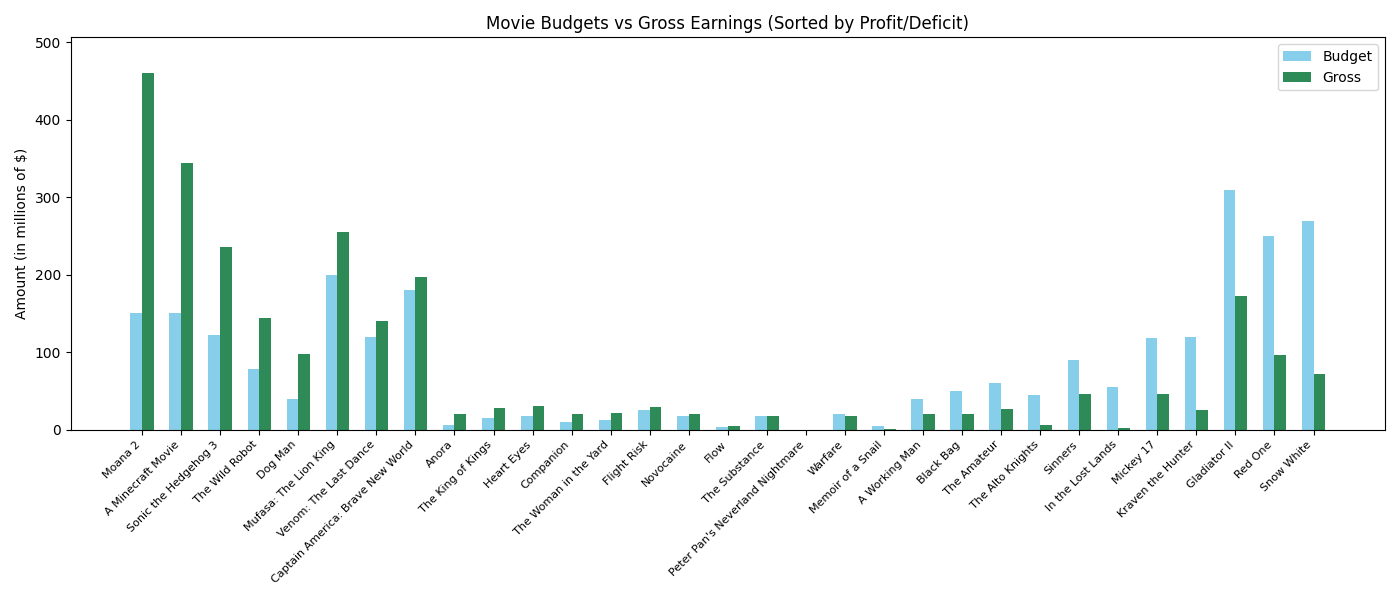 Movie Budgets vs Gross Earnings (Sorted by Profit/Deficit)
Budget
Gross
Amount (in millions of $)
500
400
300
200
100
0
Moana 2
A Minecraft Movie
Sonic the Hedgehog 3
The Wild Robot
Dog Man
Mufasa: The Lion King
Venom: The Last Dance
Captain America: Brave New World
Anora
The King of Kings
Heart Eyes
Companion
The Woman in the Yard
Flight Risk
Novocaine
Flow
The Substance
Peter Pan's Neverland Nightmare
Warfare
Memoir of a Snail
A Working Man
Black Bag
The Amateur
The Alto Knights
Sinners
In the Lost Lands
Mickey 17
Kraven the Hunter
Gladiator II
Red One
Snow White